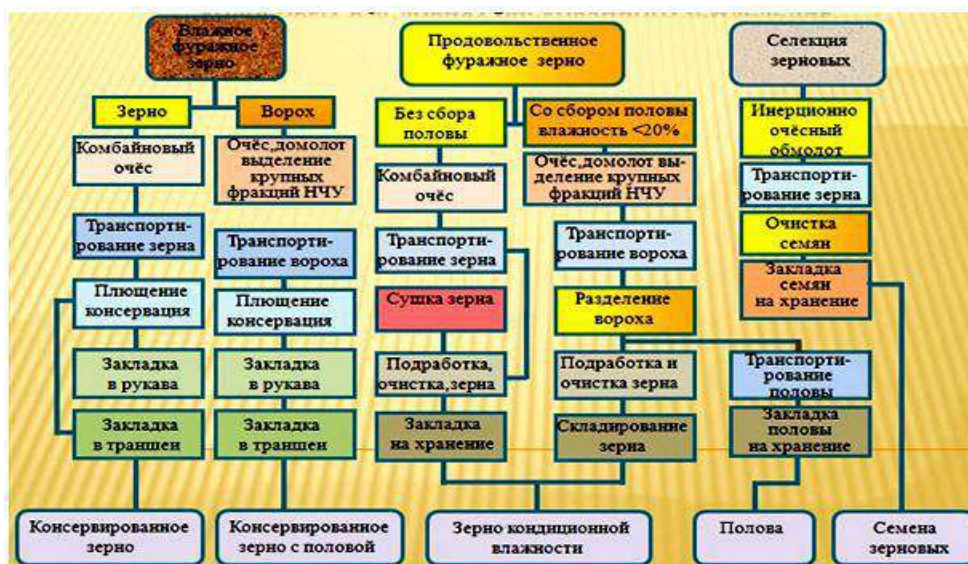 Влажное
фуражное
зерно
Продовольственное
фуражное зерно
Селекция
зерновых
Зерно
Ворох
Без сбора
половы
Со сбором половы
влажность <20%
Инерционно
очёсный
обмолот
Комбайновый
очёс
Очёс,домолот
выделение
крупных
фракций НЧУ
Комбайновый
очёс
Очёс,домолот вы-
деление крупных
фракций НЧУ
Транспорти-
рование зерна
Транспорти-
рование зерна
Транспорти-
рование вороха
Транспорти-
рование зерна
Транспорти-
рование вороха
Очистка
семян
Плющение
консервация
Плющение
консервация
Сушка зерна
Разделение
вороха
Закладка
семян
на хранение
Закладка
в рукава
Закладка
в рукава
Подработка,
очистка,зерна
Подработка и
очистка зерна
Транспорти-
рование
половы
Закладка
в траншеи
Закладка
в траншеи
Закладка
на хранение
Складирование
зерна
Закладка
половы
на хранение
Консервированное
зерно
Консервированное
зерно с половой
Зерно кондиционной
влажности
Полова
Семена
зерновых